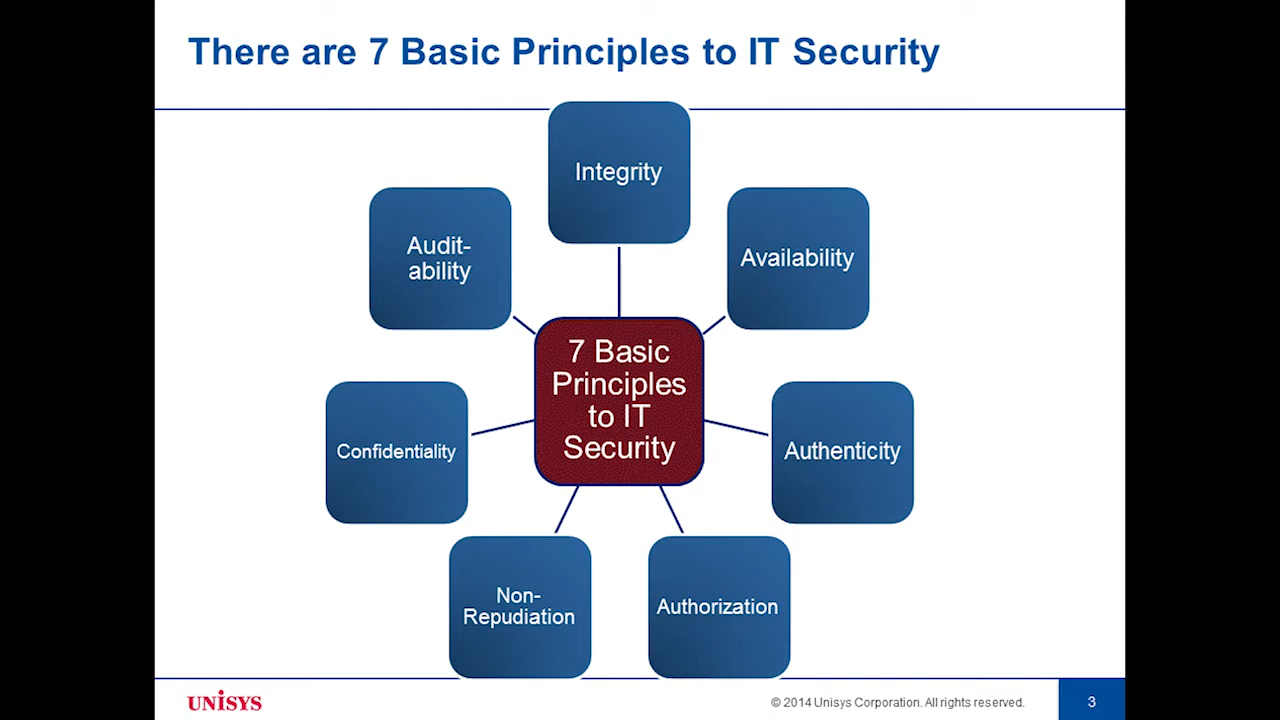 There are 7 Basic Principles to IT Security
Integrity
Availability
Authenticity
Authorization
Non-
Repudiation
Confidentiality
Audit-
ability
7 Basic
Principles
to IT
Security
UNISYS
© 2014 Unisys Corporation. All rights reserved.
3